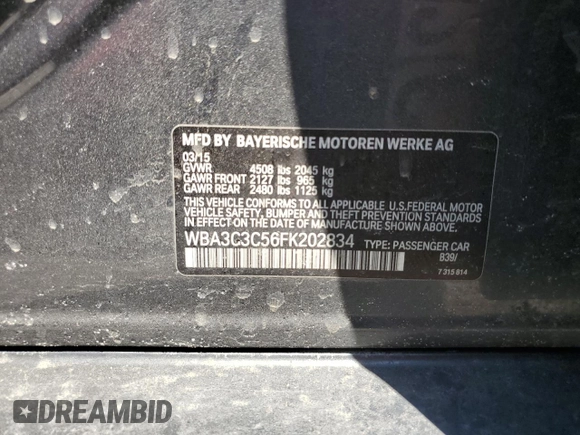 MFD BY BAYERISCHE MOTOREN WERKE AG
03/15
GVWR 4508 lbs 2045 kg
GAWR FRONT 2127 lbs 965 kg
GAWR REAR 2480 lbs 1125 kg
THIS VEHICLE CONFORMS TO ALL APPLICABLE U.S.FEDERAL MOTOR
VEHICLE SAFETY, BUMPER AND THEFT PREVENTION STANDARDS
IN EFFECT ON THE DATE OF MANUFACTURE SHOWN ABOVE.
WBA3C3C56FK202834 TYPE: PASSENGER CAR
B39/
7 315 814
DREAMBID